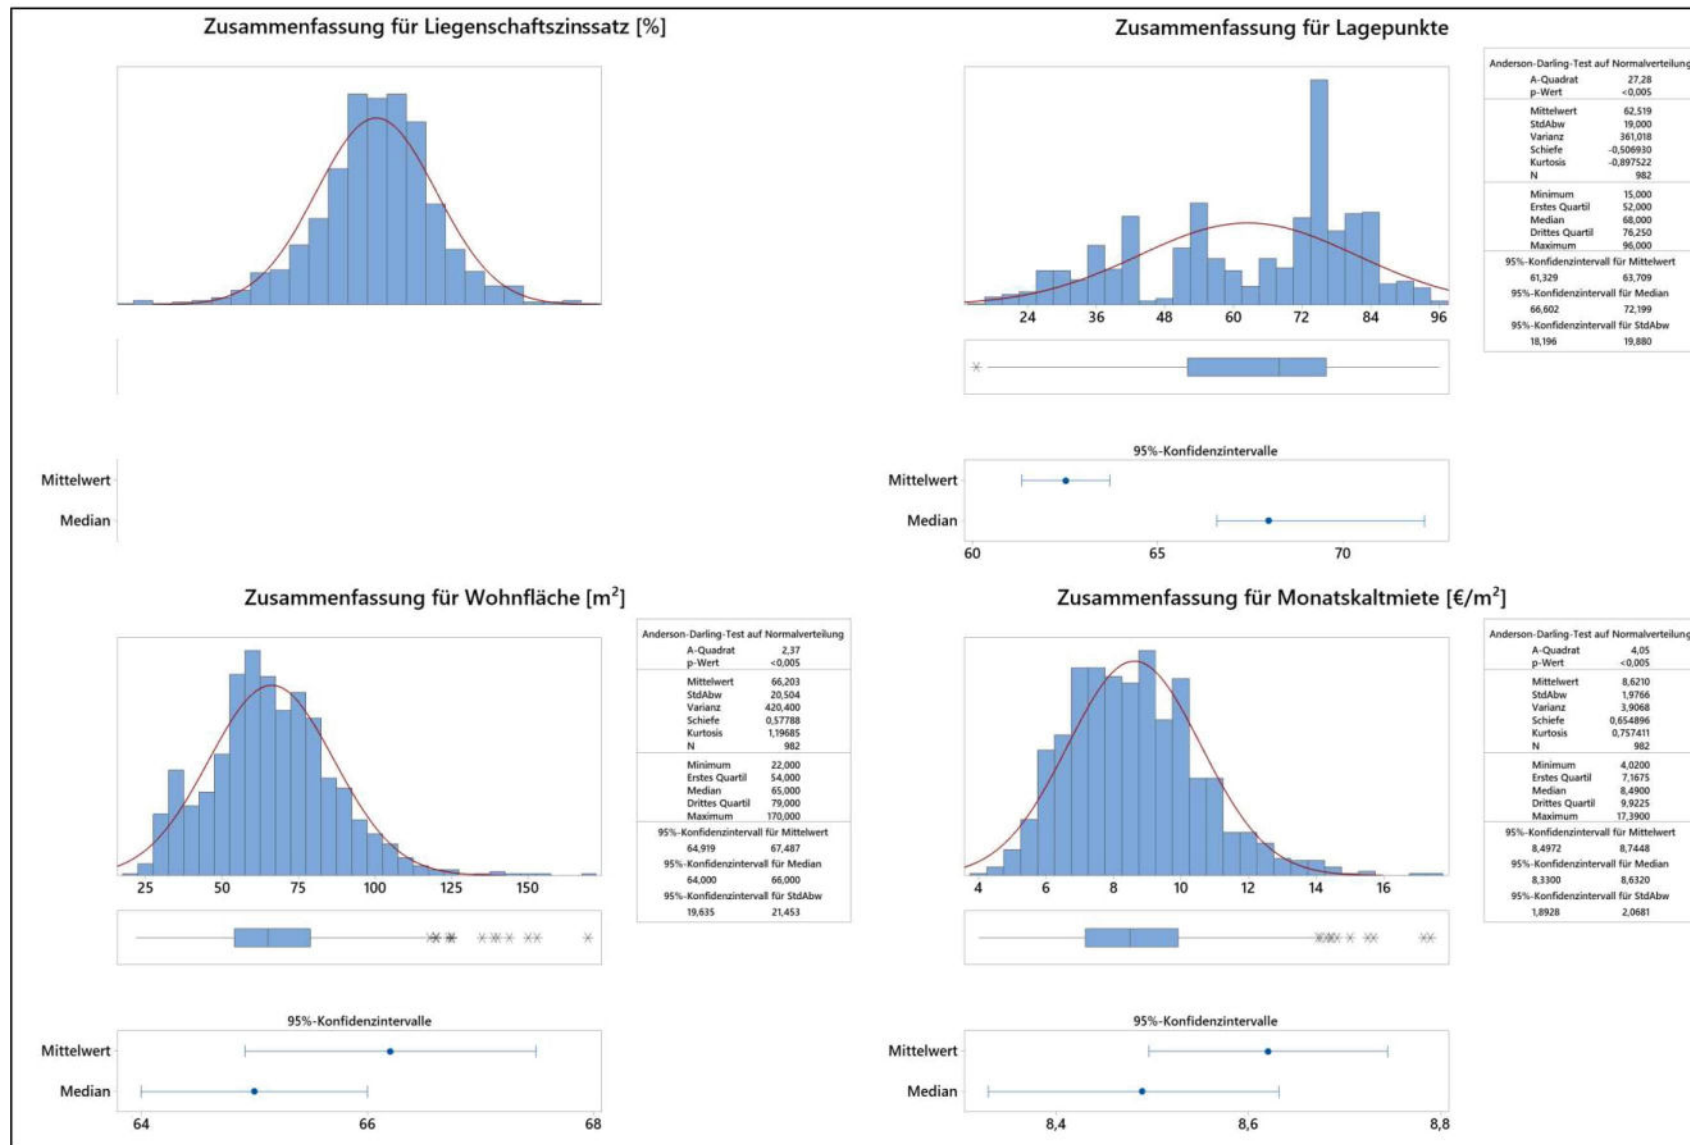 Zusammenfassung für Liegenschaftszinssatz [%]
Mittelwert
Median
Zusammenfassung für Lagepunkte
24 36 48 60 72 84 96
95%-Konfidenzintervalle
Mittelwert
Median
60 65 70
Anderson-Darling-Test auf Normalverteilung
A-Quadrat 27,28
p-Wert <0,005
Mittelwert 62,519
StdAbw 19,000
Varianz 361,018
Schiefe -0,506930
Kurtosis -0,897522
N 982
Minimum 15,000
Erstes Quartil 52,000
Median 68,000
Drittes Quartil 76,250
Maximum 96,000
95%-Konfidenzintervall für Mittelwert
61,329 63,709
95%-Konfidenzintervall für Median
66,602 72,199
95%-Konfidenzintervall für StdAbw
18,196 19,880
Zusammenfassung für Wohnfläche [m²]
25 50 75 100 125 150
95%-Konfidenzintervalle
Mittelwert
Median
64 66 68
Anderson-Darling-Test auf Normalverteilung
A-Quadrat 2,37
p-Wert <0,005
Mittelwert 66,203
StdAbw 20,504
Varianz 420,400
Schiefe 0,57788
Kurtosis 1,19685
N 982
Minimum 22,000
Erstes Quartil 54,000
Median 65,000
Drittes Quartil 79,000
Maximum 170,000
95%-Konfidenzintervall für Mittelwert
64,919 67,487
95%-Konfidenzintervall für Median
64,000 66,000
95%-Konfidenzintervall für StdAbw
19,635 21,453
Zusammenfassung für Monatskaltmiete [€/m²]
4 6 8 10 12 14 16
95%-Konfidenzintervalle
Mittelwert
Median
8,4 8,6 8,8
Anderson-Darling-Test auf Normalverteilung
A-Quadrat 4,05
p-Wert <0,005
Mittelwert 8,6210
StdAbw 1,9766
Varianz 3,9068
Schiefe 0,654896
Kurtosis 0,757411
N 982
Minimum 4,0200
Erstes Quartil 7,1675
Median 8,4900
Drittes Quartil 9,9225
Maximum 17,3900
95%-Konfidenzintervall für Mittelwert
8,4972 8,7448
95%-Konfidenzintervall für Median
8,3300 8,6320
95%-Konfidenzintervall für StdAbw
1,8928 2,0681